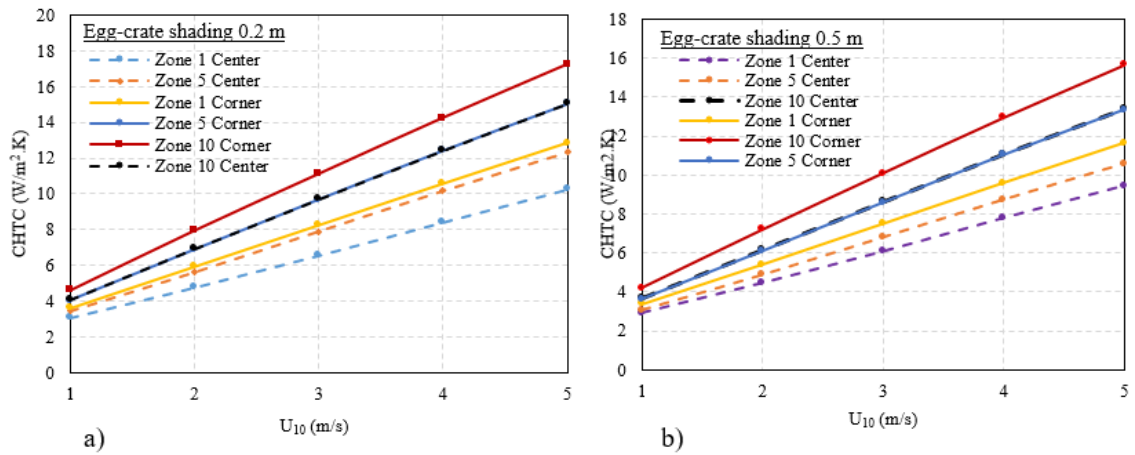 Egg-crate shading 0.2 m
Zone 1 Center
Zone 5 Center
Zone 1 Corner
Zone 5 Corner
Zone 10 Corner
Zone 10 Center
CHTC (W/m².K)
20
18
16
14
12
10
8
6
4
2
0
1 2 3 4 5
U₁₀ (m/s)
a)
Egg-crate shading 0.5 m
Zone 1 Center
Zone 5 Center
Zone 10 Center
Zone 1 Corner
Zone 10 Corner
Zone 5 Corner
CHTC (W/m2.K)
18
16
14
12
10
8
6
4
2
0
1 2 3 4 5
U₁₀ (m/s)
b)